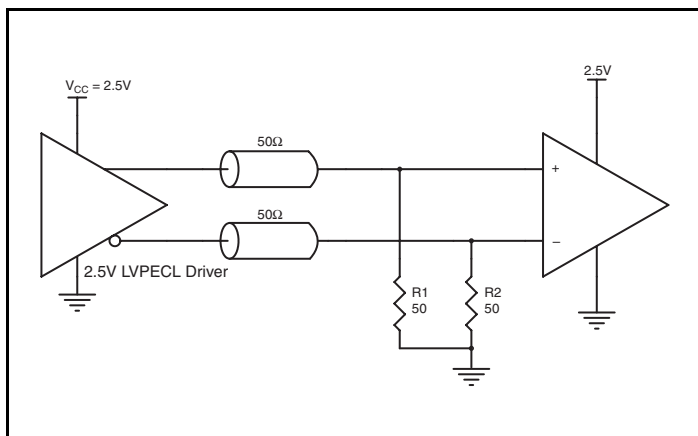 V_CC = 2.5V
2.5V
50Ω
50Ω
+
−
2.5V LVPECL Driver
R1
50
R2
50